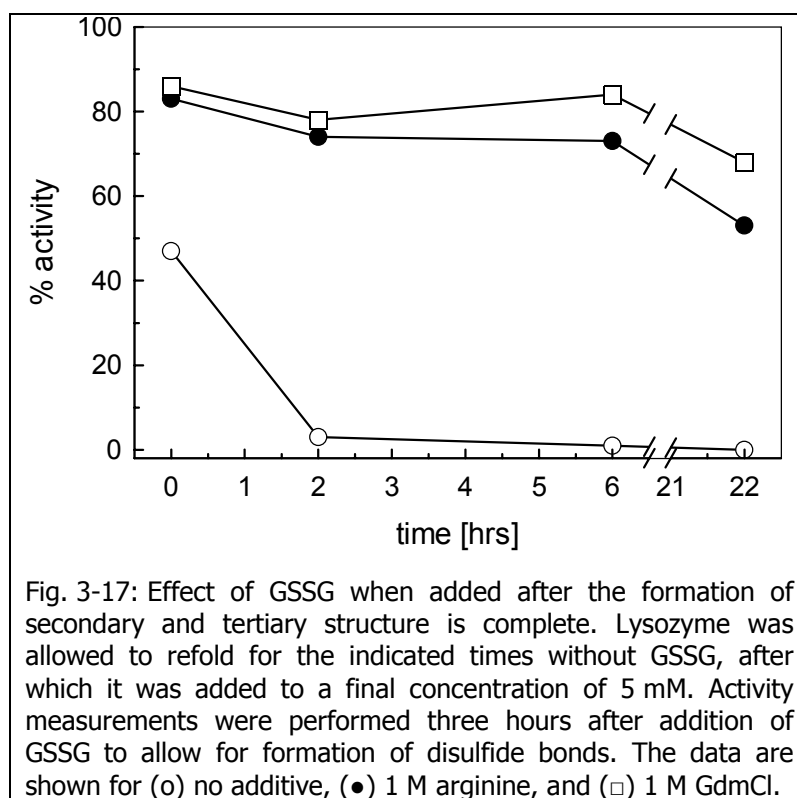 100
80
60
40
20
0
% activity
0 1 2 3 4 5 6 21 22
time [hrs]
Fig. 3-17: Effect of GSSG when added after the formation of
secondary and tertiary structure is complete. Lysozyme was
allowed to refold for the indicated times without GSSG, after
which it was added to a final concentration of 5 mM. Activity
measurements were performed three hours after addition of
GSSG to allow for formation of disulfide bonds. The data are
shown for (o) no additive, (●) 1 M arginine, and (□) 1 M GdmCl.